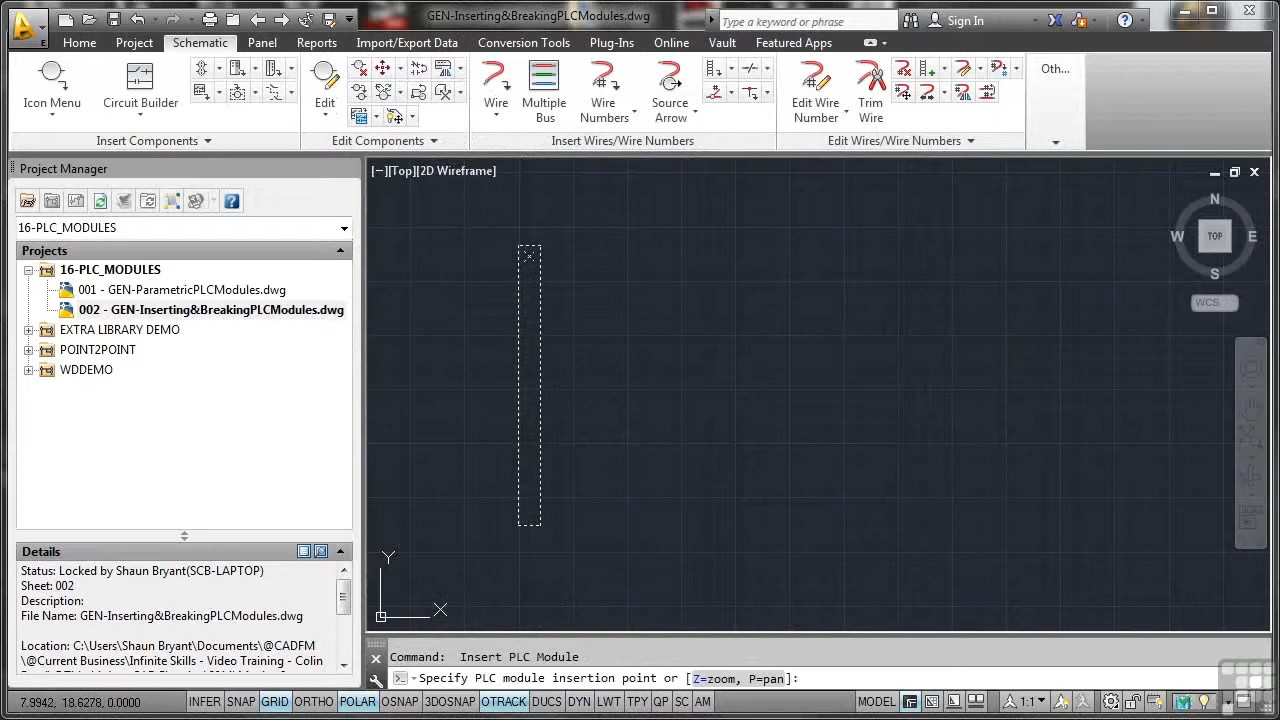 GEN-Inserting&BreakingPLCModules.dwg
Type a keyword or phrase
Sign In
E
Home
Project
Schematic
Panel
Reports
Import/Export Data
Conversion Tools
Plug-Ins
Online
Vault
Featured Apps
Icon Menu
Circuit Builder
Edit
Wire
Multiple
Bus
Wire
Numbers
Source
Arrow
Edit Wire
Number
Trim
Wire
Oth...
Insert Components
Edit Components
Insert Wires/Wire Numbers
Edit Wires/Wire Numbers
Project Manager
16-PLC_MODULES
Projects
16-PLC_MODULES
001 - GEN-ParametricPLCModules.dwg
002 - GEN-Inserting&BreakingPLCModules.dwg
EXTRA LIBRARY DEMO
POINT2POINT
WDDEMO
Details
Status: Locked by Shaun Bryant(SCB-LAPTOP)
Sheet: 002
Description:
File Name: GEN-Inserting&BreakingPLCModules.dwg
Location: C:\Users\Shaun Bryant\Documents\@CADFM
\@Current Business\Infinite Skills - Video Training - Colin
[−][Top][2D Wireframe]
N
W
TOP
E
S
WCS
Y
X
Command: Insert PLC Module
Specify PLC module insertion point or [Z=zoom, P=pan]:
7.9942, 18.6278, 0.0000
INFER
SNAP
GRID
ORTHO
POLAR
OSNAP
3DOSNAP
OTRACK
DUCS
DYN
LWT
TPY
QP
SC
AM
MODEL
1:1